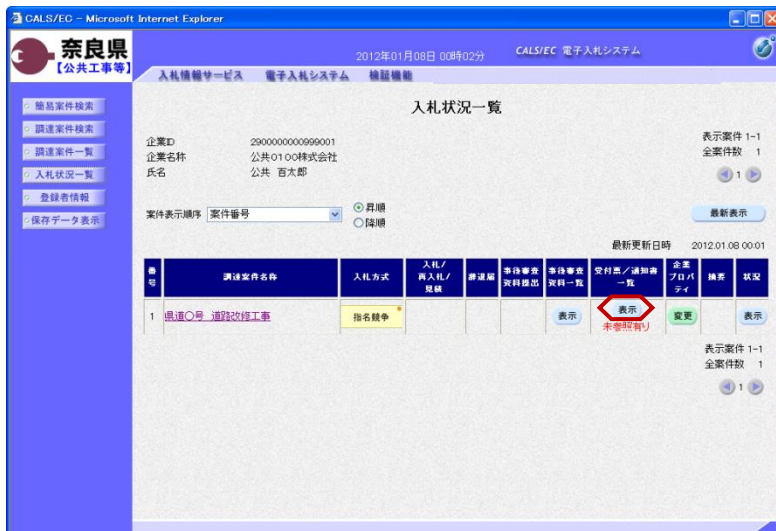 CALS/EC - Microsoft Internet Explorer
奈良県
【公共工事等】
2012年01月08日 00時02分
CALS/EC 電子入札システム
入札情報サービス 電子入札システム 検証機能
簡易案件検索
調達案件検索
調達案件一覧
入札状況一覧
登録者情報
保存データ表示
入札状況一覧
企業ID 2900000000999001
企業名称 公共0100株式会社
氏名 公共 百太郎
表示案件 1-1
全案件数 1
1
案件表示順序 案件番号
昇順
降順
最新表示
最新更新日時 2012.01.08 00:01
番号 調達案件名称 入札方式 入札/再入札/見積 辞退届 事後審査資料提出 事後審査資料一覧 受付票/通知書一覧 企業プロパティ 摘要 状況
1 県道〇号 道路改修工事 指名競争 表示 表示 変更 表示
未参照有り
表示案件 1-1
全案件数 1
1